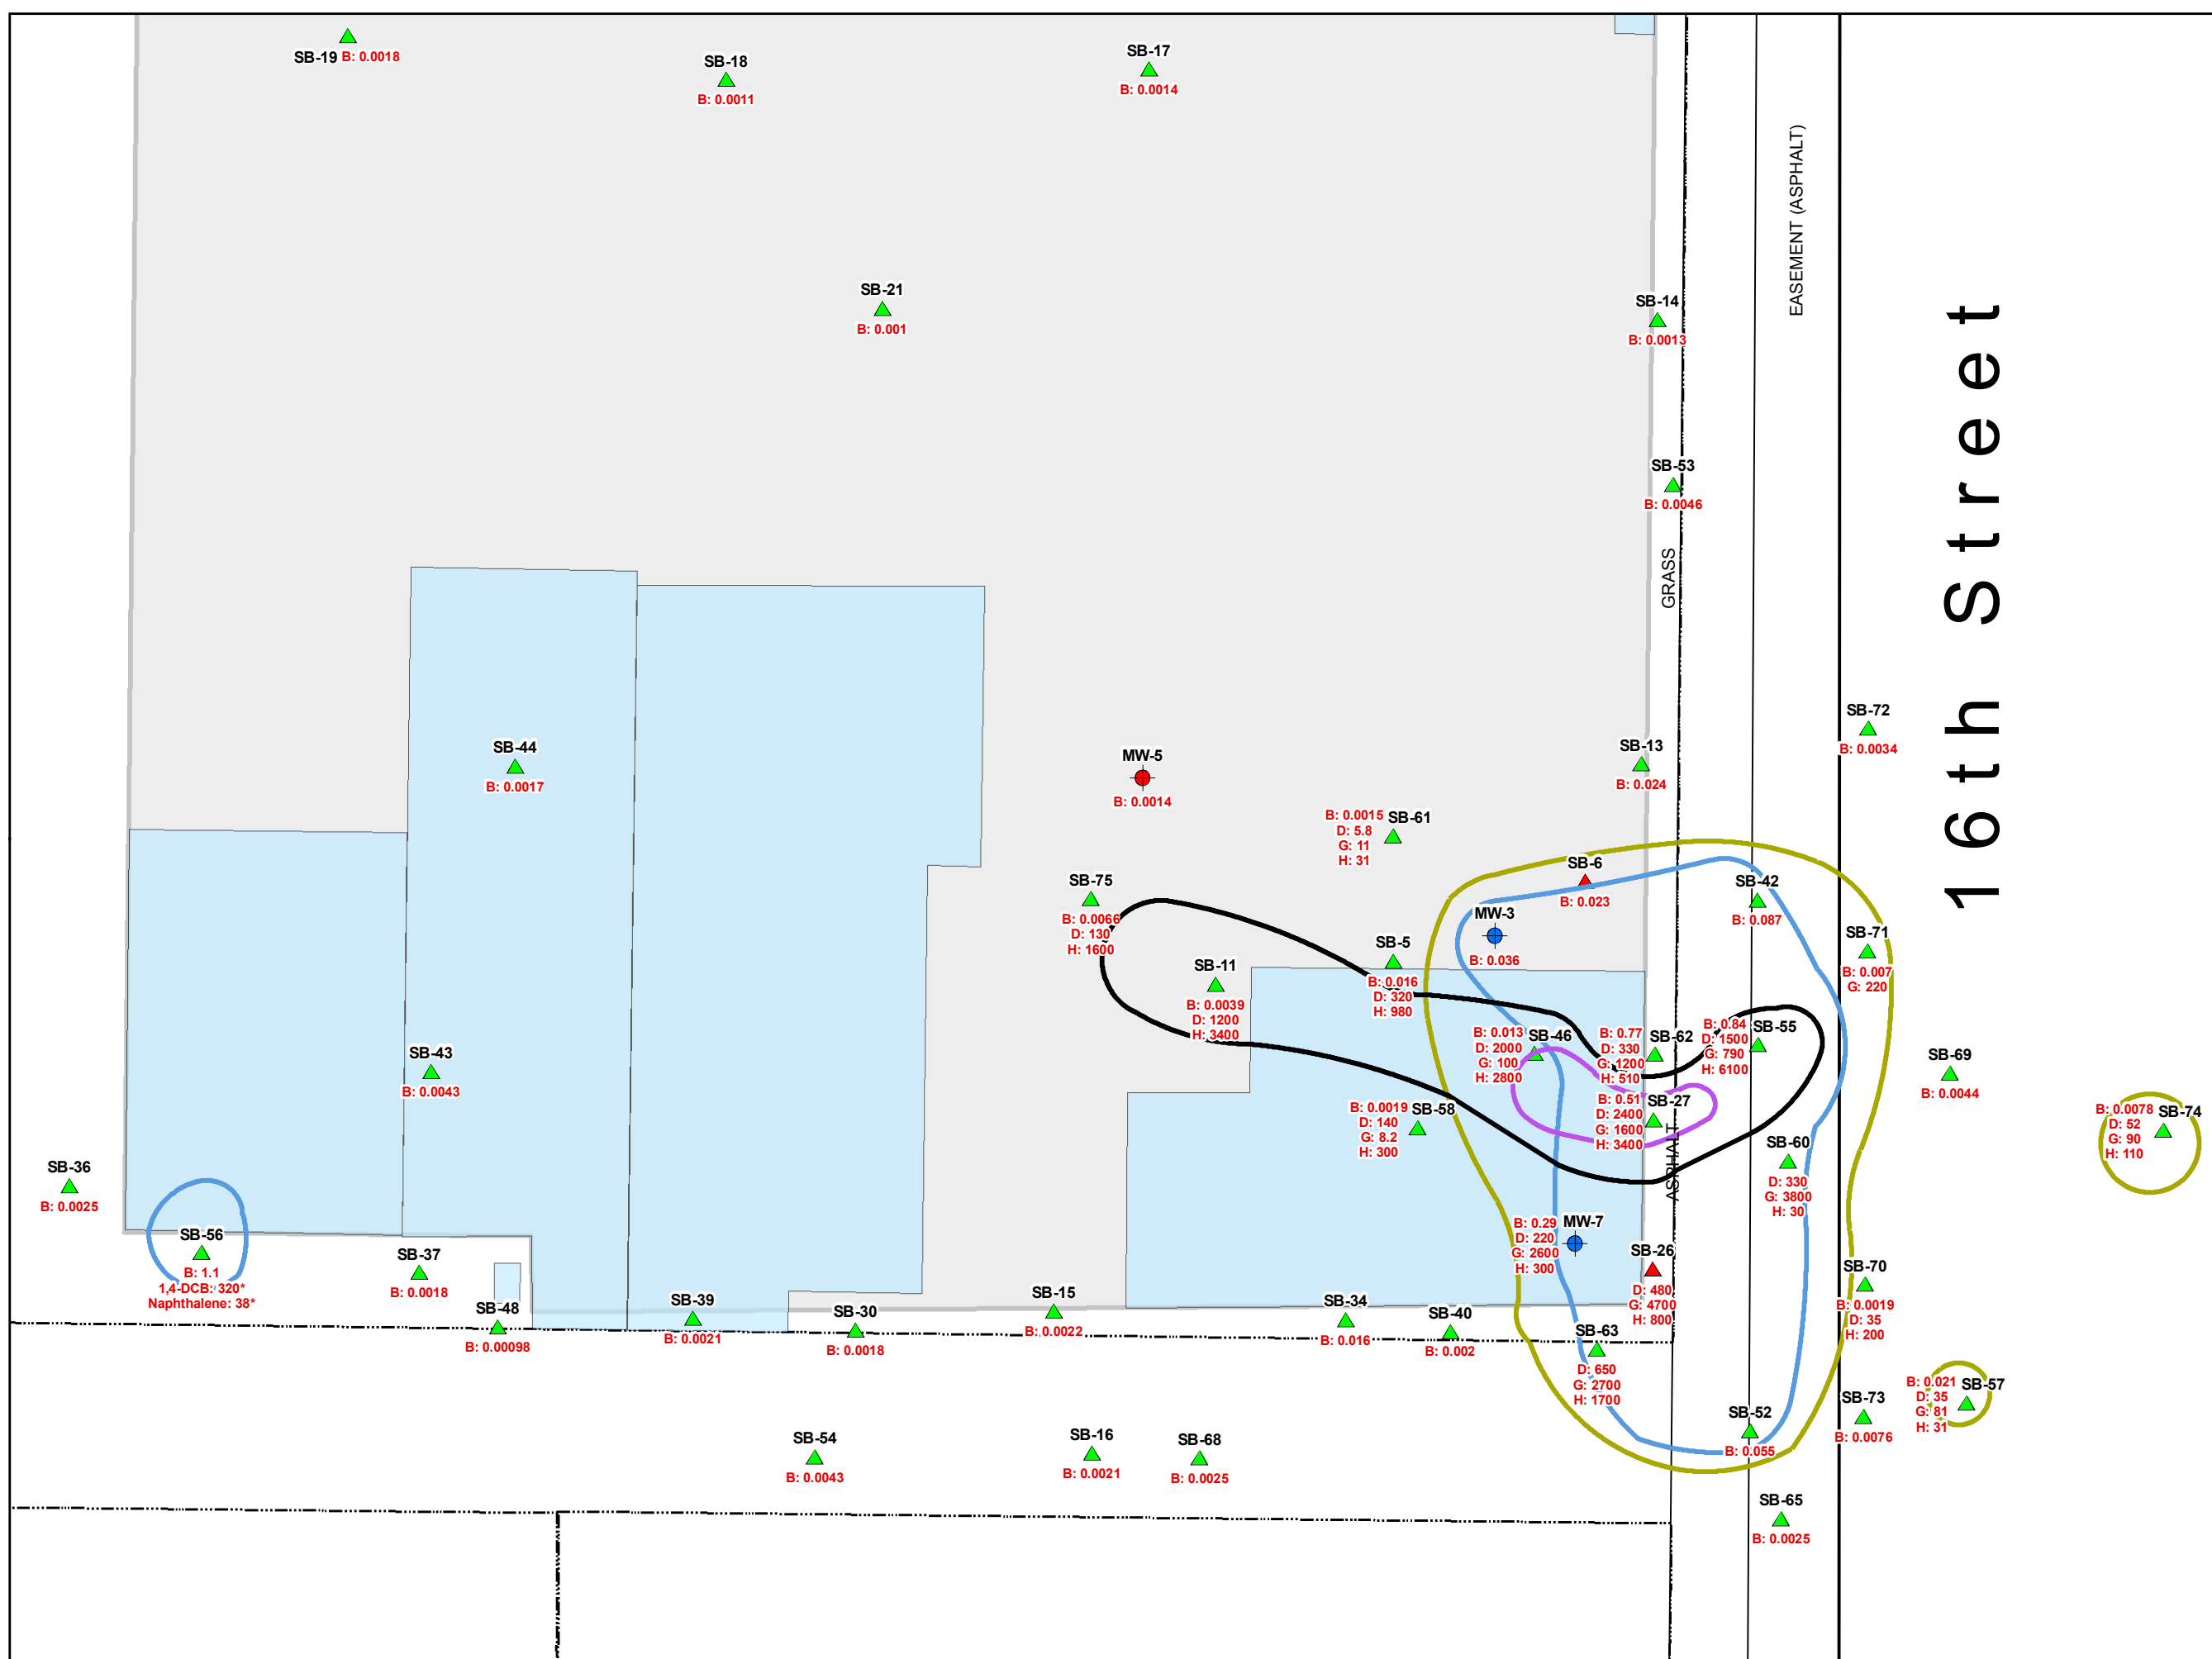 SB-19 B: 0.0018
SB-18
B: 0.0011
SB-17
B: 0.0014
EASEMENT (ASPHALT)
SB-21
B: 0.001
SB-14
B: 0.0013
16th Street
SB-53
B: 0.0046
GRASS
SB-72
B: 0.0034
SB-44
B: 0.0017
MW-5
B: 0.0014
SB-13
B: 0.024
SB-61
B: 0.0015
D: 5.8
G: 11
H: 31
SB-6
B: 0.023
SB-75
B: 0.0066
D: 130
H: 1600
SB-42
B: 0.087
MW-3
B: 0.036
SB-71
B: 0.007
G: 220
SB-5
B: 0.016
D: 320
H: 980
SB-11
B: 0.0039
D: 1200
H: 3400
SB-46
B: 0.013
D: 2000
G: 100
H: 2800
SB-62
B: 0.77
D: 330
G: 1200
H: 510
SB-55
B: 0.84
D: 1500
G: 790
H: 6100
SB-43
B: 0.0043
SB-69
B: 0.0044
SB-58
B: 0.0019
D: 140
G: 8.2
H: 300
SB-27
B: 0.51
D: 2400
G: 1600
H: 3400
SB-74
B: 0.0078
D: 52
G: 90
H: 110
ASPHALT
SB-60
D: 330
G: 3800
H: 30
SB-36
B: 0.0025
SB-56
B: 1.1
1,4-DCB: 320*
Naphthalene: 38*
SB-37
B: 0.0018
MW-7
B: 0.29
D: 220
G: 2600
H: 300
SB-26
D: 480
G: 4700
H: 800
SB-70
B: 0.0019
D: 35
H: 200
SB-48
B: 0.00098
SB-39
B: 0.0021
SB-30
B: 0.0018
SB-15
B: 0.0022
SB-34
B: 0.016
SB-40
B: 0.002
SB-63
D: 650
G: 2700
H: 1700
SB-57
B: 0.021
D: 35
G: 81
H: 31
SB-73
B: 0.0076
SB-52
B: 0.055
SB-54
B: 0.0043
SB-16
B: 0.0021
SB-68
B: 0.0025
SB-65
B: 0.0025